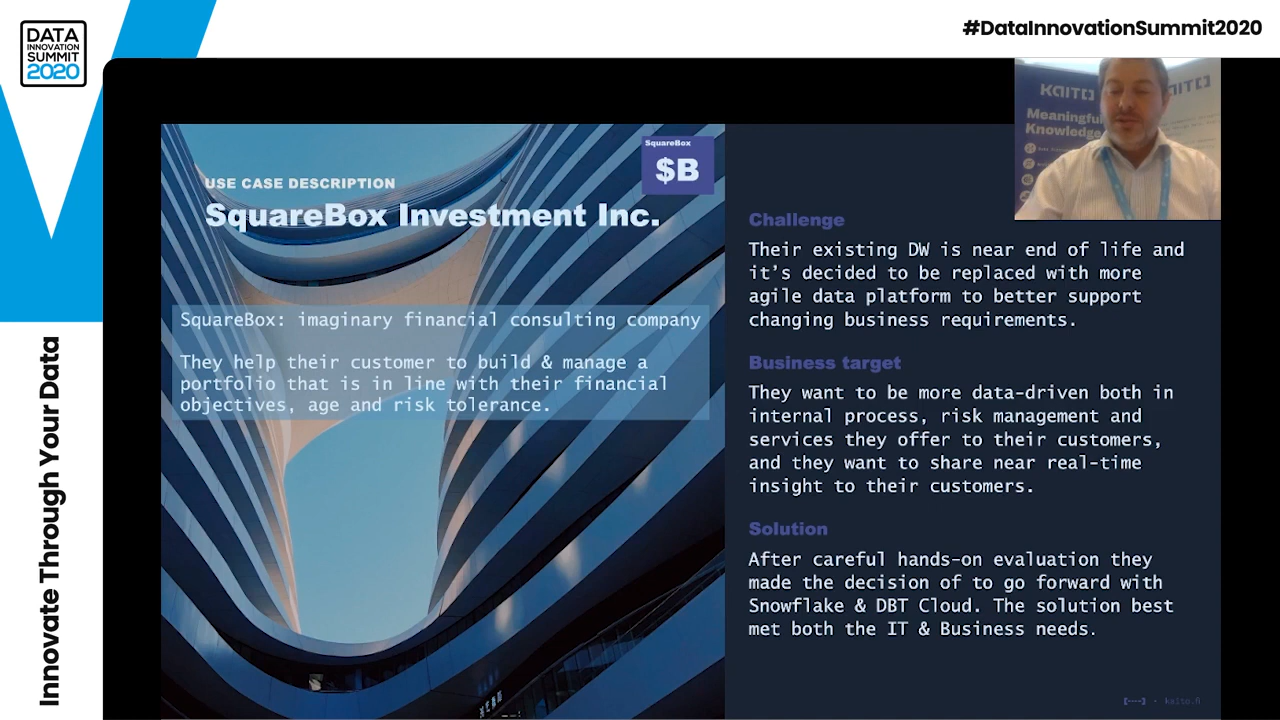 DATA
INNOVATION
SUMMIT
2020
#DataInnovationSummit2020
Innovate Through Your Data
KAITO
Meaningful
Knowledge
SquareBox
$B
USE CASE DESCRIPTION
SquareBox Investment Inc.
SquareBox: imaginary financial consulting company
They help their customer to build & manage a
portfolio that is in line with their financial
objectives, age and risk tolerance.
Challenge
Their existing DW is near end of life and
it's decided to be replaced with more
agile data platform to better support
changing business requirements.
Business target
They want to be more data-driven both in
internal process, risk management and
services they offer to their customers,
and they want to share near real-time
insight to their customers.
Solution
After careful hands-on evaluation they
made the decision of to go forward with
Snowflake & DBT Cloud. The solution best
met both the IT & Business needs.
kaito.fi